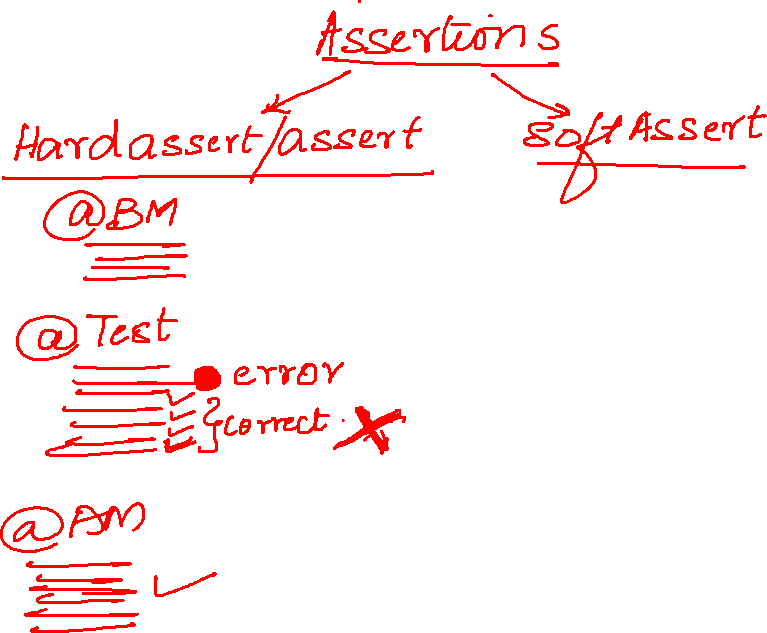 Assertions
Hardassert/assert
SoftAssert
@BM
@Test
error
correct
@AM